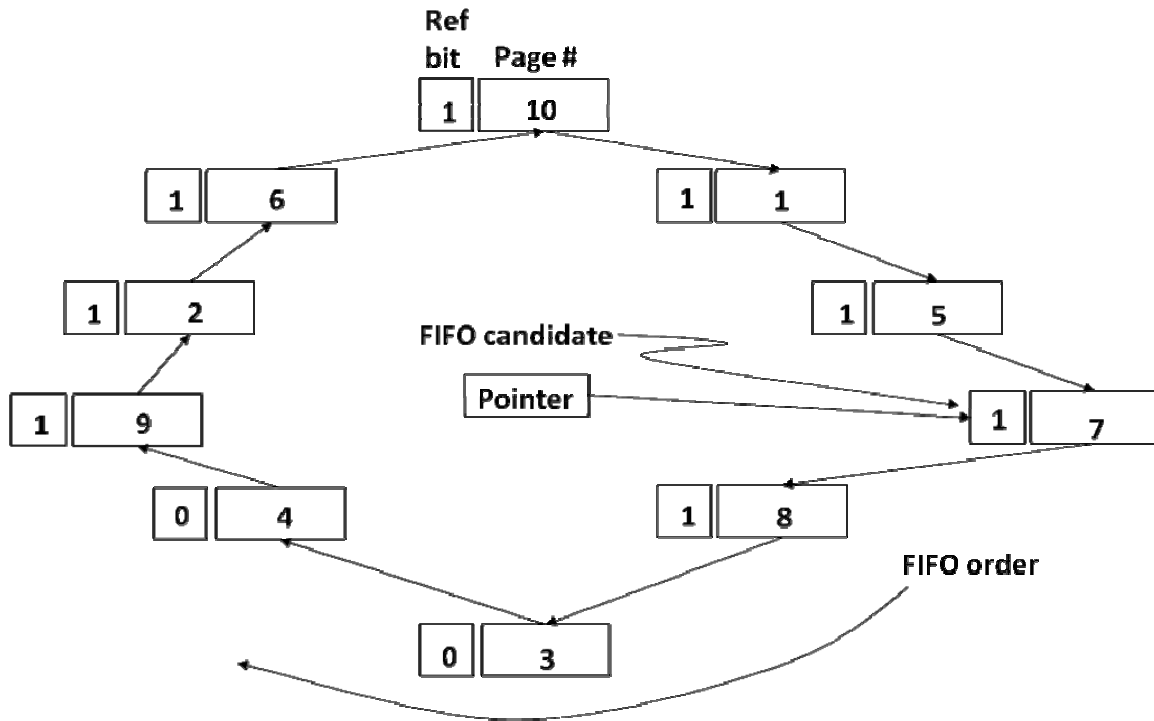 Ref
bit Page #
1 10
1 6
1 1
1 2
1 5
FIFO candidate
Pointer
1 9
1 7
0 4
1 8
FIFO order
0 3